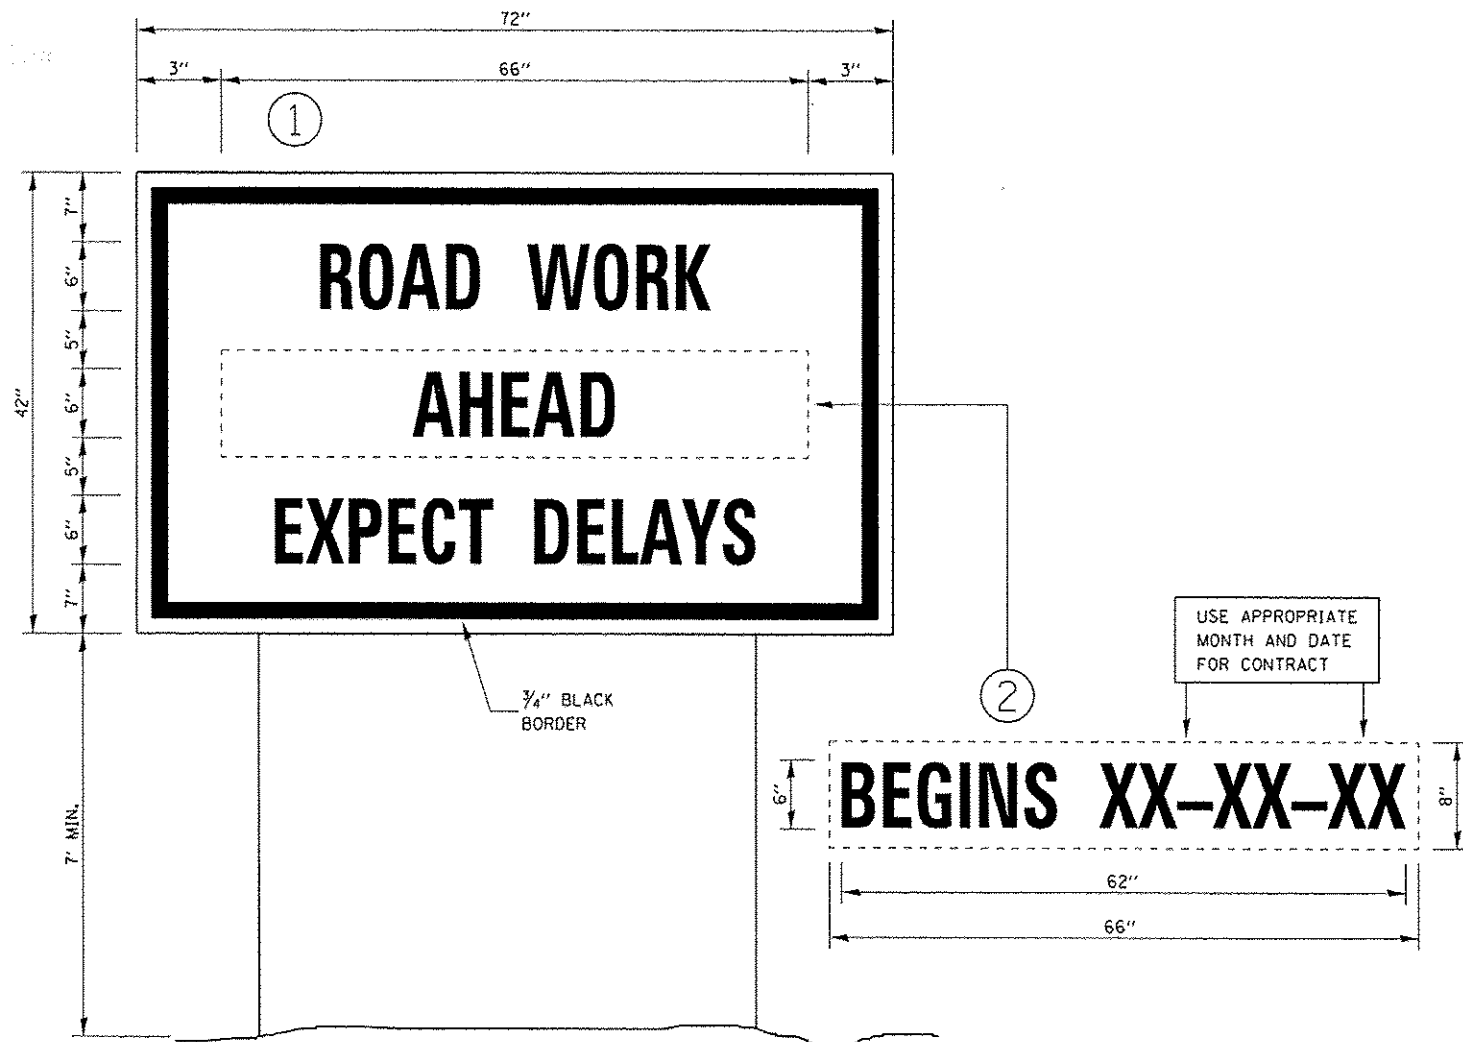 72"
3" 66" 3"
1
7"
6"
5"
6"
5"
6"
7"
42"
ROAD WORK
AHEAD
EXPECT DELAYS
3/4" BLACK
BORDER
7' MIN.
USE APPROPRIATE
MONTH AND DATE
FOR CONTRACT
2
6"
BEGINS XX-XX-XX
8"
62"
66"